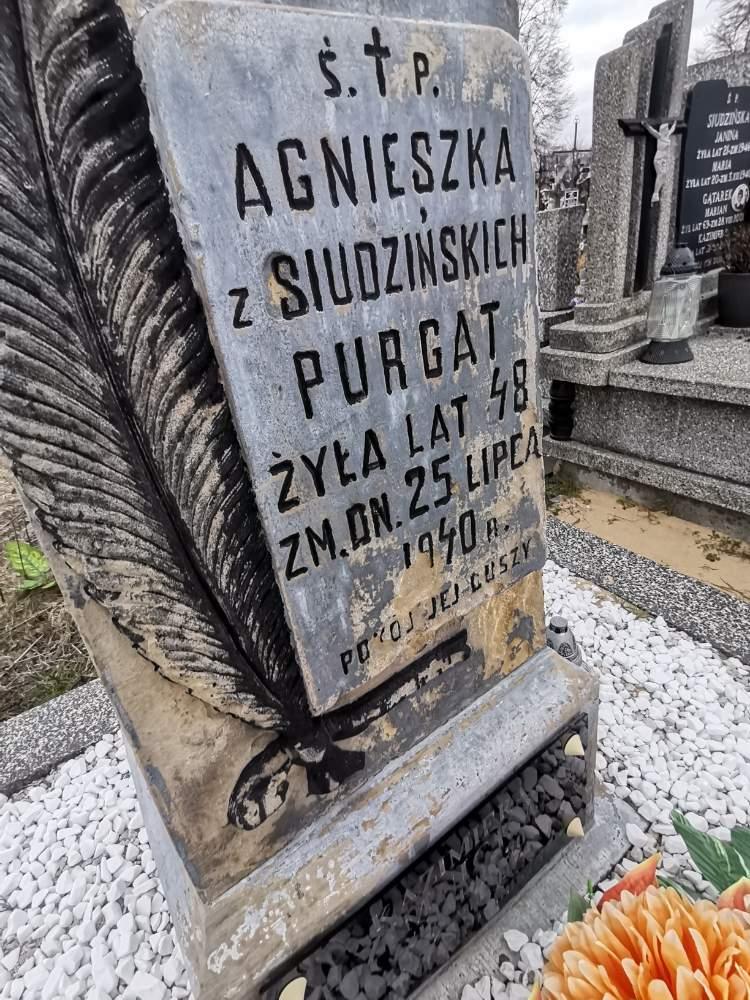 Ś. † P.
AGNIESZKA
z SIUDZIŃSKICH
PURGAT
ŻYŁA LAT 48
ZM. DN. 25 LIPCA
1940 R.
POKÓJ JEJ DUSZY
Ś P
SIUDZIŃSKA
JANINA
MARIA
GATAREK
MARIAN
KAZIMIERA